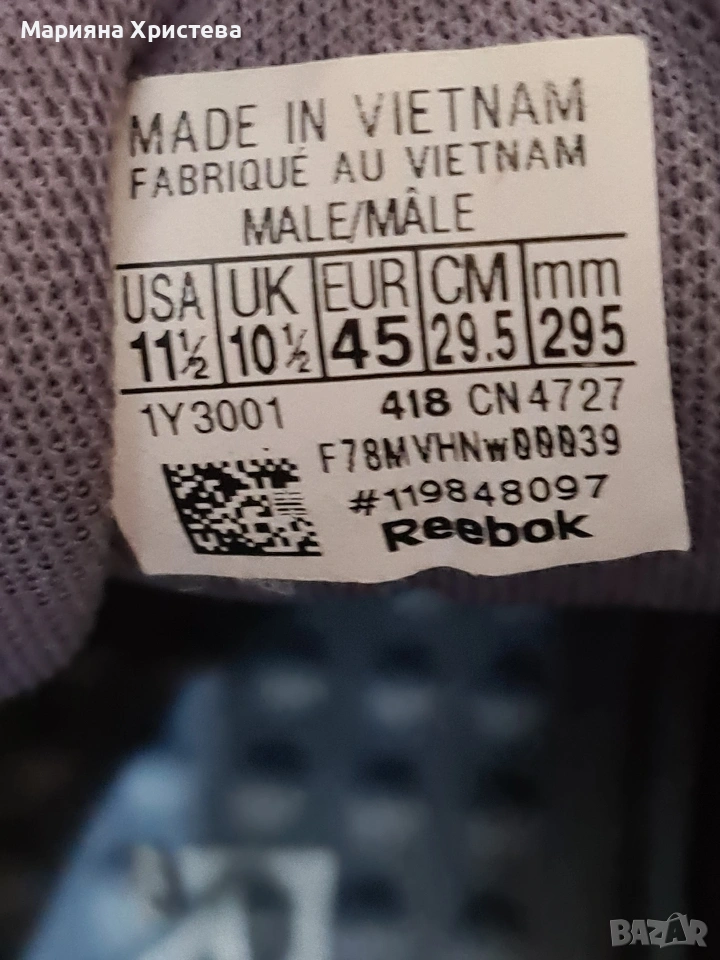 Марияна Христева
MADE IN VIETNAM
FABRIQUÉ AU VIETNAM
MALE/MÂLE
USA UK EUR CM mm
11½ 10½ 45 29.5 295
1Y3001 418 CN4727
F78MVHNW00039
#119848097
Reebok
BAZAR